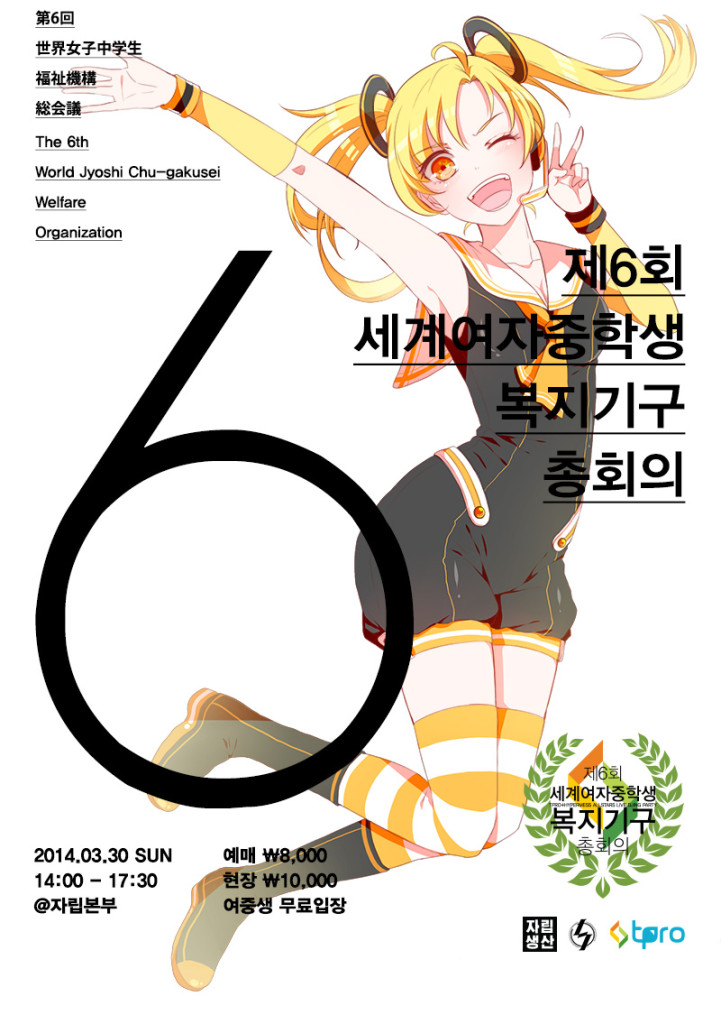 第6回
世界女子中学生
福祉機構
総会議
The 6th
World Jyoshi Chu-gakusei
Welfare
Organization
제6회
세계여자중학생
복지기구
총회의
6
제6회
세계여자중학생
복지기구
총회의
2014.03.30 SUN
14:00 - 17:30
@자립본부
예매 ₩8,000
현장 ₩10,000
여중생 무료입장
자립
생산
tpro